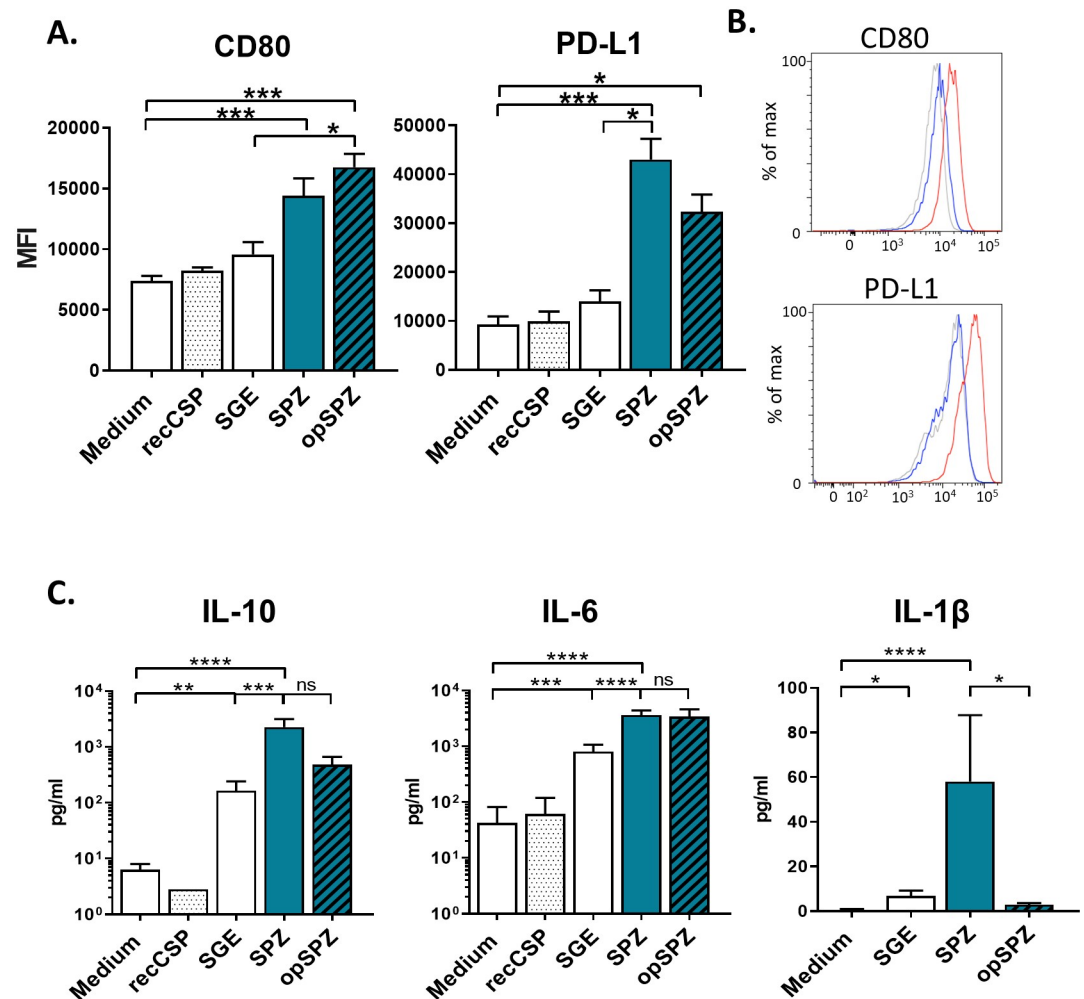 A.
CD80
PD-L1
B.
CD80
***
***
*
*
***
*
MFI
20000
15000
10000
5000
0
50000
40000
30000
20000
10000
0
Medium
recCSP
SGE
SPZ
opSPZ
Medium
recCSP
SGE
SPZ
opSPZ
% of max
100
0
0 10³ 10⁴ 10⁵
PD-L1
% of max
100
0
0 10² 10³ 10⁴ 10⁵
C.
IL-10
IL-6
IL-1β
****
** *** ns
pg/ml
10⁴
10³
10²
10¹
10⁰
Medium
recCSP
SGE
SPZ
opSPZ
****
*** **** ns
pg/ml
10⁴
10³
10²
10¹
10⁰
Medium
recCSP
SGE
SPZ
opSPZ
****
* *
pg/ml
100
80
60
40
20
0
Medium
SGE
SPZ
opSPZ